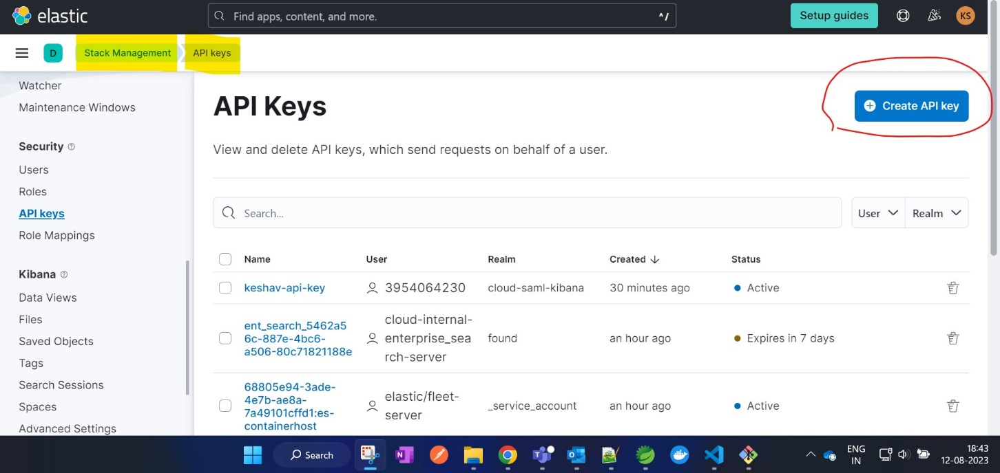 elastic
Find apps, content, and more.
^/
Setup guides
KS
D
Stack Management
API keys
Watcher
Maintenance Windows
Security
Users
Roles
API keys
Role Mappings
Kibana
Data Views
Files
Saved Objects
Tags
Search Sessions
Spaces
Advanced Settings
API Keys
Create API key
View and delete API keys, which send requests on behalf of a user.
Search...
User
Realm
Name User Realm Created Status
keshav-api-key 3954064230 cloud-saml-kibana 30 minutes ago Active
ent_search_5462a5
6c-887e-4bc6-
a506-80c71821188e
cloud-internal-
enterprise_sea
rch-server
found
an hour ago
Expires in 7 days
68805e94-3ade-
4e7b-ae8a-
7a49101cffd1:es-
containerhost
elastic/fleet-
server
_service_account
an hour ago
Active
Search
ENG
IN
18:43
12-08-2023